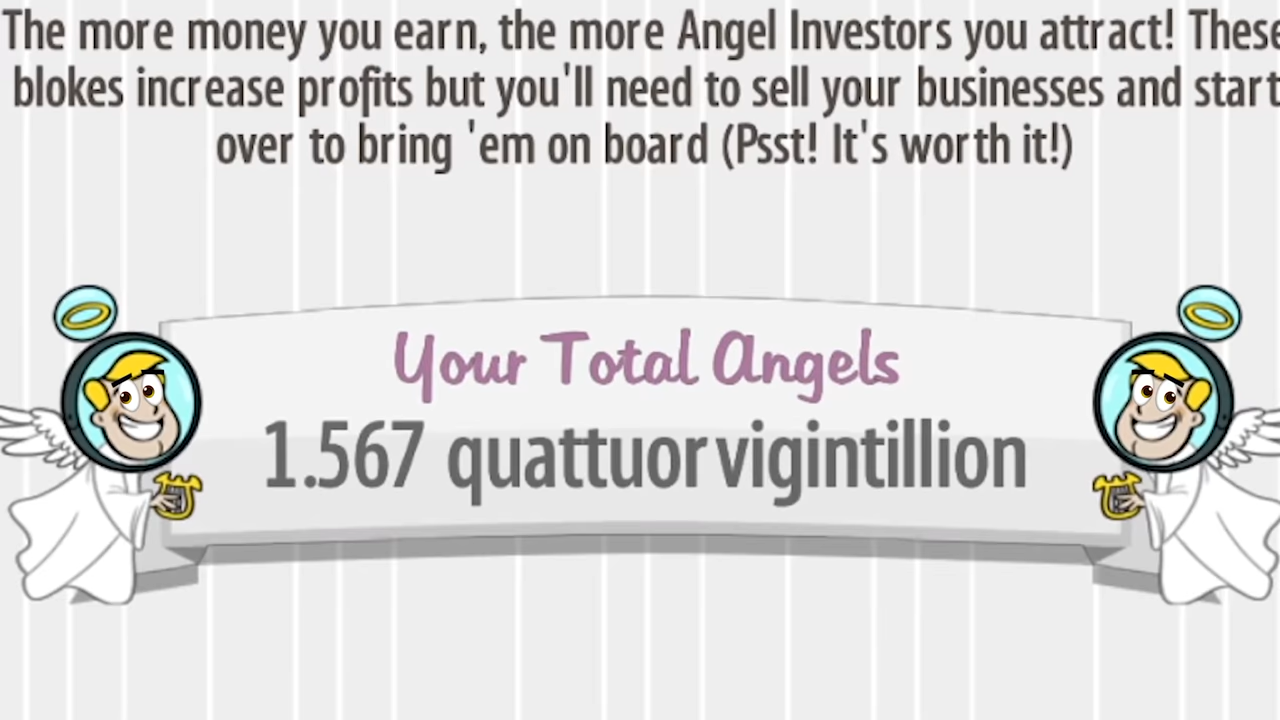 The more money you earn, the more Angel Investors you attract! These
blokes increase profits but you'll need to sell your businesses and start
over to bring 'em on board (Psst! It's worth it!)
Your Total Angels
1.567 quattuorvigintillion